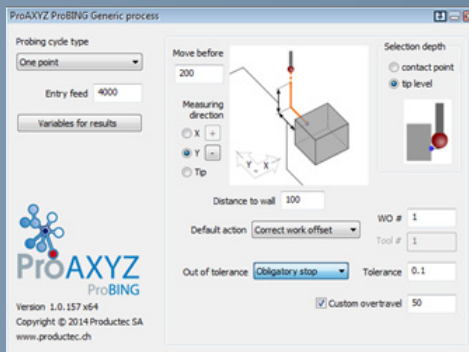 ProAXYZ ProBING Generic process
Probing cycle type
One point
Entry feed 4000
Variables for results
Move before
200
Measuring
direction
X +
Y -
Tip
Y X
Distance to wall 100
Default action Correct work offset
Out of tolerance Obligatory stop
Selection depth
contact point
tip level
WO # 1
Tool # 1
Tolerance 0.1
Custom overtravel 50
ProAXYZ
ProBING
Version 1.0.157 x64
Copyright © 2014 Productec SA
www.productec.ch